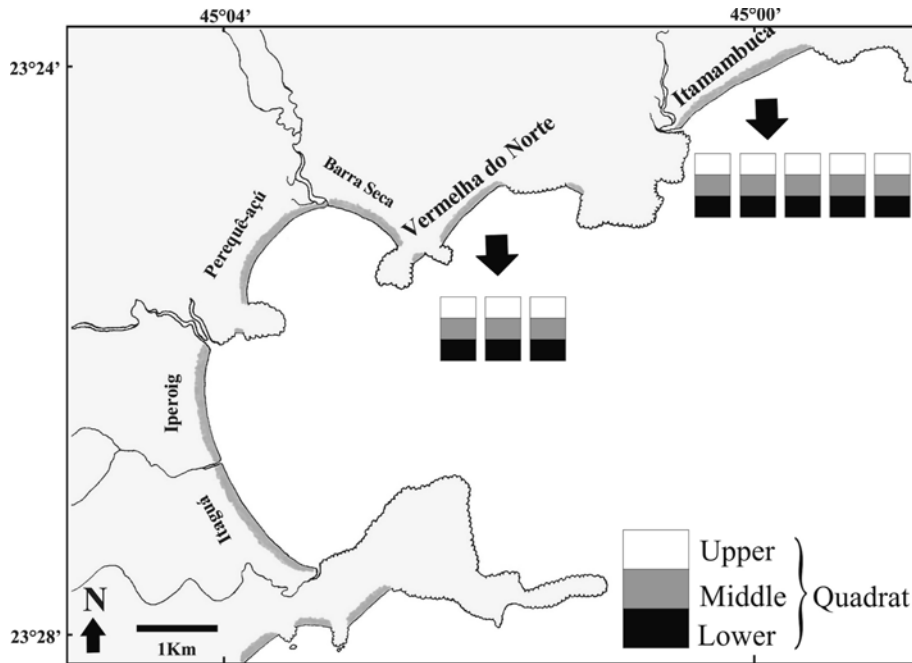 45°04’ 45°00’
23°24’
Itamambuca
Vermelha do Norte
Barra Seca
Perequê-açú
Iperoig
Itaguá
Upper
Middle
Lower
Quadrat
N
1Km
23°28’